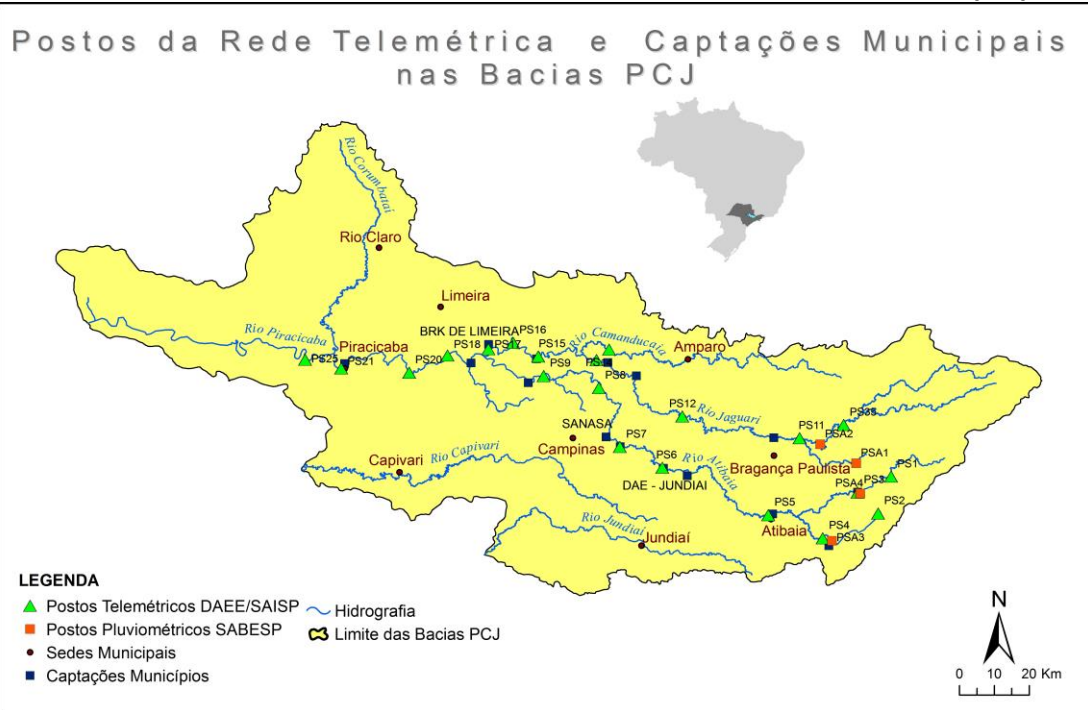 Postos da Rede Telemétrica e Captações Municipais
nas Bacias PCJ
Rio Corumbataí
Rio Claro
Limeira
Rio Piracicaba
Piracicaba
BRK DE LIMEIRA
PS16
Rio Camanducaia
Amparo
PS18
PS17
PS15
PS20
PS21
PS9
PS8
PS12
Rio Jaguari
PS11
PSA2
SANASA
Campinas
PS7
Rio Atibaia
Bragança Paulista
PSA1
PS1
Capivari
Rio Capivari
PS6
DAE - JUNDIAI
PSA4
PS3
PS2
PS5
Atibaia
PS4
PSA3
Rio Jundiaí
Jundiaí
LEGENDA
Postos Telemétricos DAEE/SAISP
Hidrografia
Postos Pluviométricos SABESP
Limite das Bacias PCJ
Sedes Municipais
Captações Municípios
N
0 10 20 Km